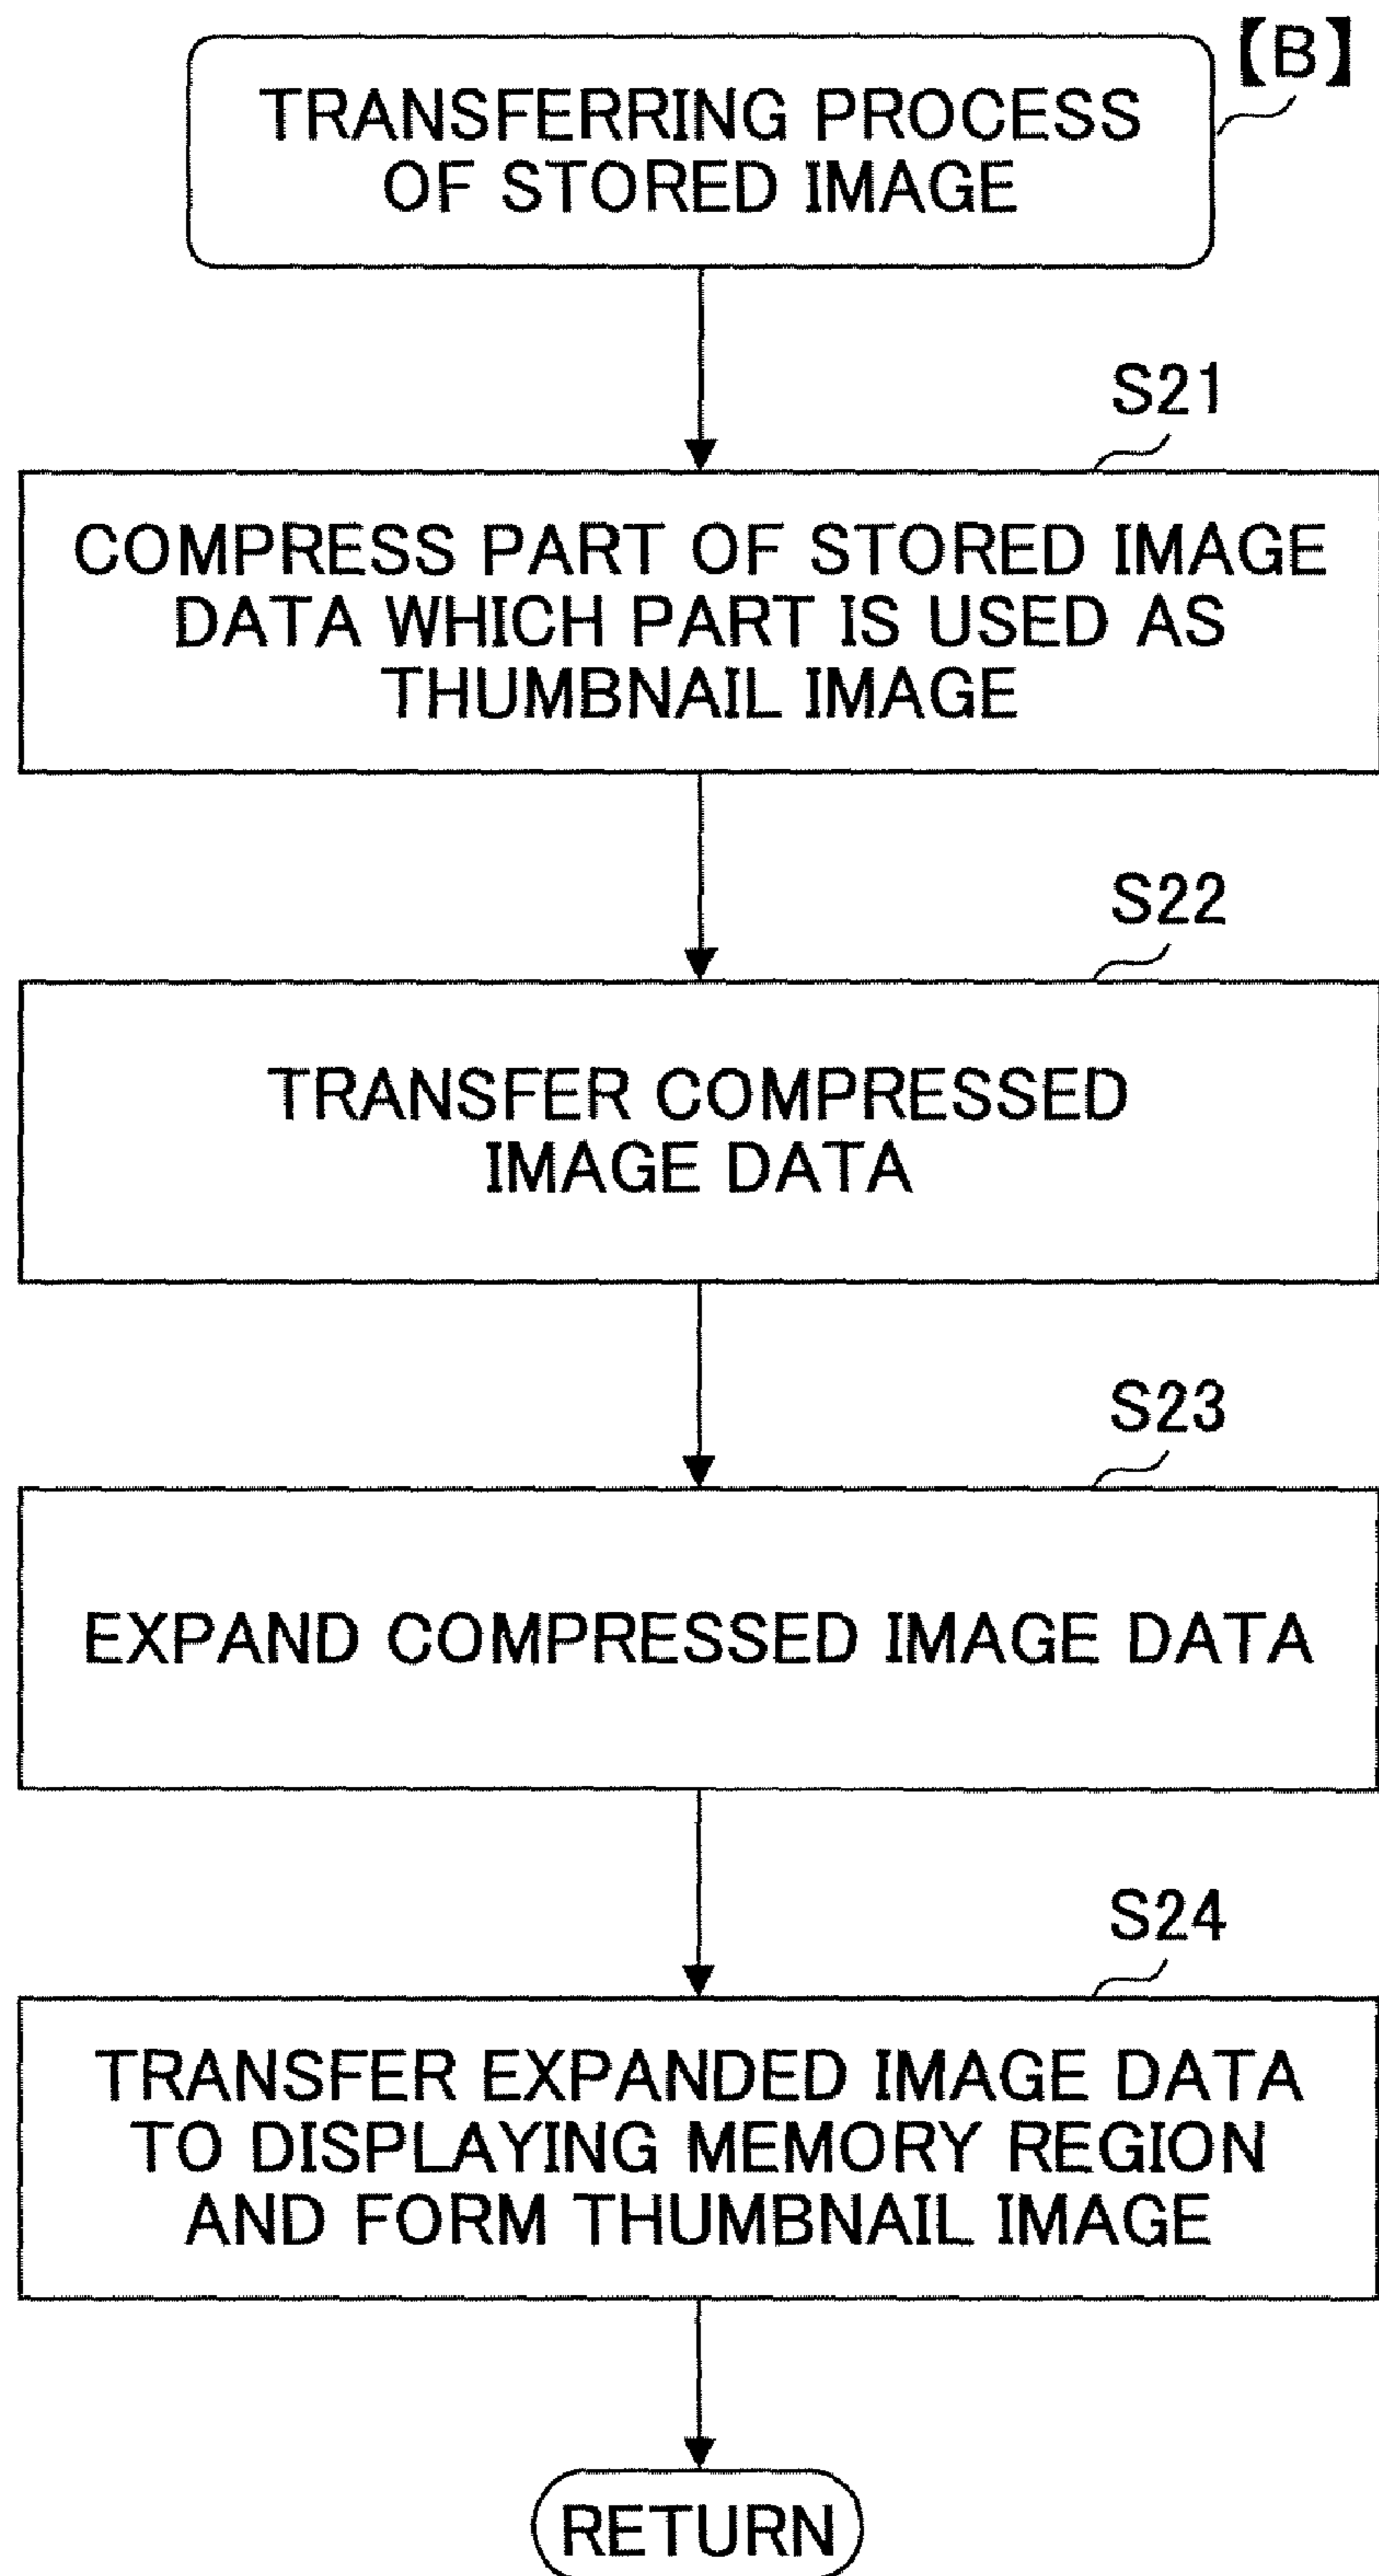 【B】
TRANSFERRING PROCESS
OF STORED IMAGE
S21
COMPRESS PART OF STORED IMAGE
DATA WHICH PART IS USED AS
THUMBNAIL IMAGE
S22
TRANSFER COMPRESSED
IMAGE DATA
S23
EXPAND COMPRESSED IMAGE DATA
S24
TRANSFER EXPANDED IMAGE DATA
TO DISPLAYING MEMORY REGION
AND FORM THUMBNAIL IMAGE
RETURN